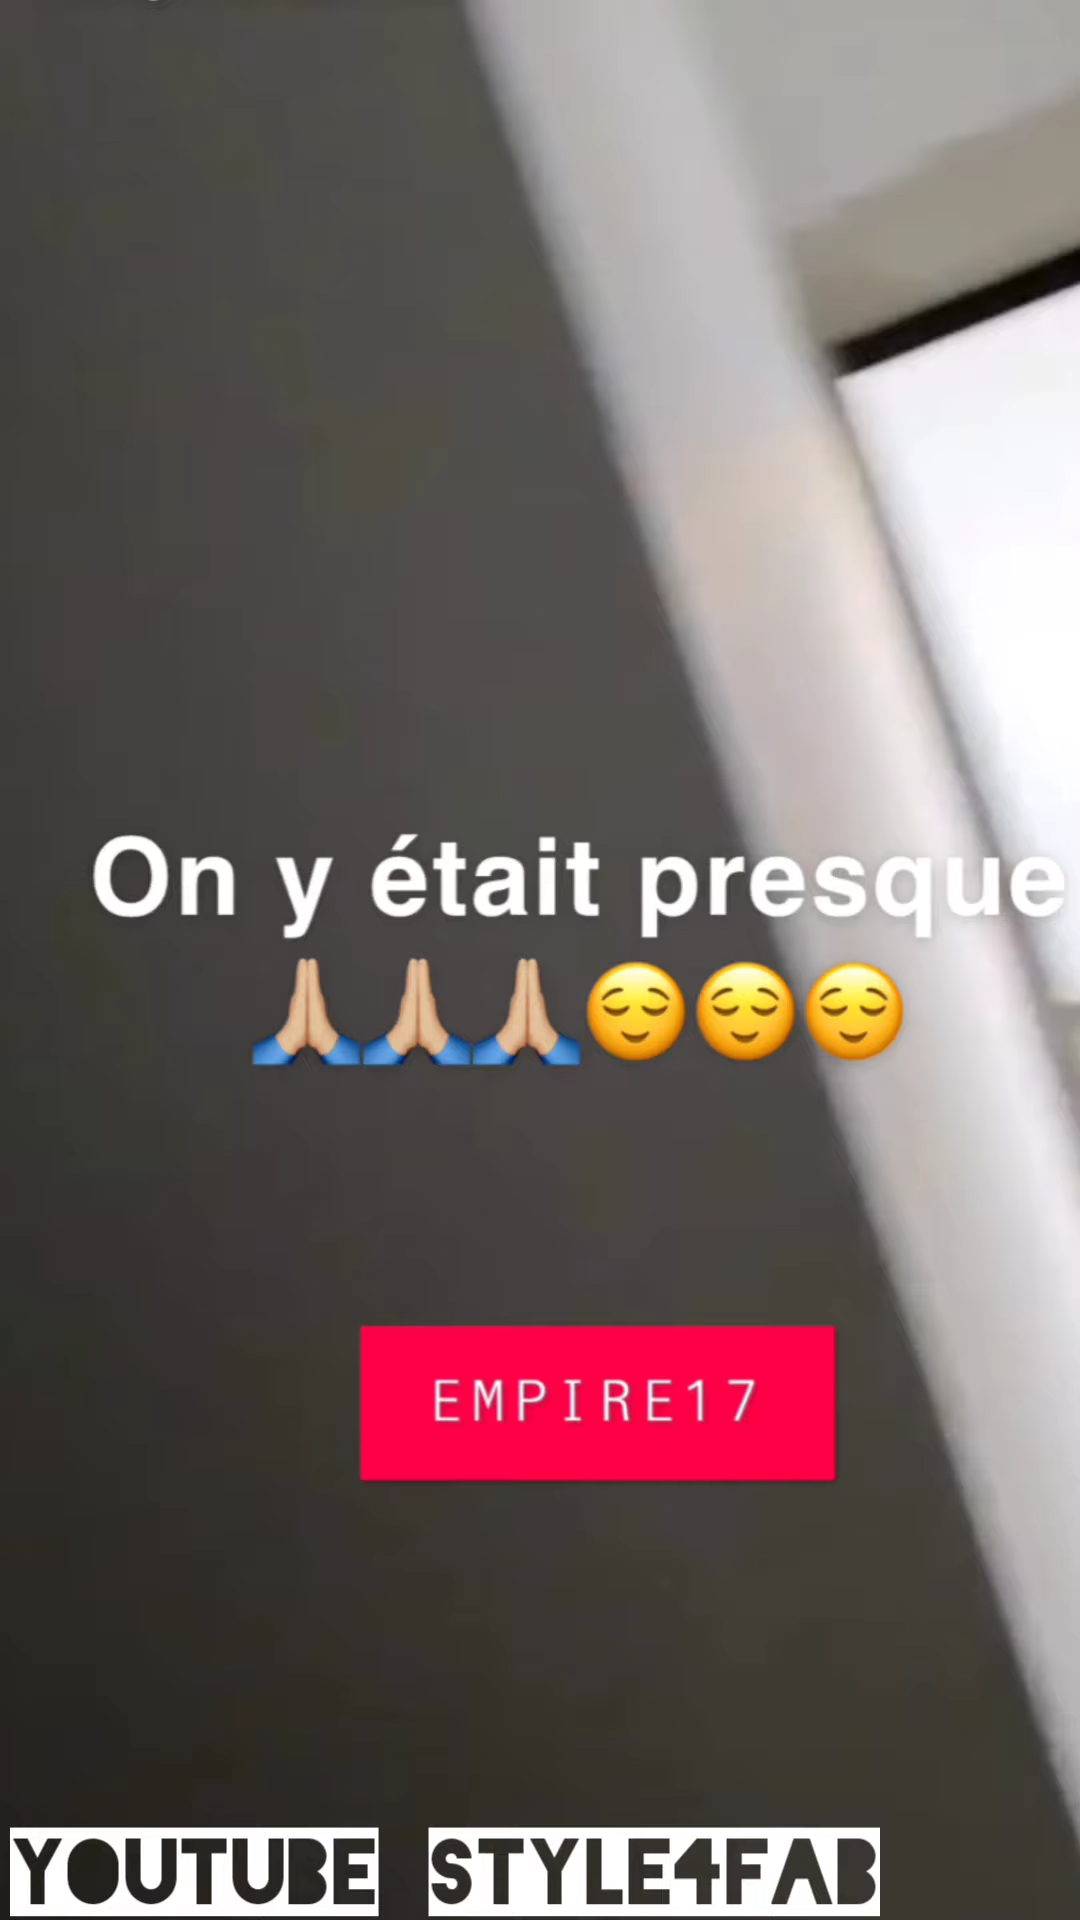 On y était presque
🙏🏼🙏🏼🙏🏼😌😌😌
EMPIRE17
YOUTUBE STYLE4FAB